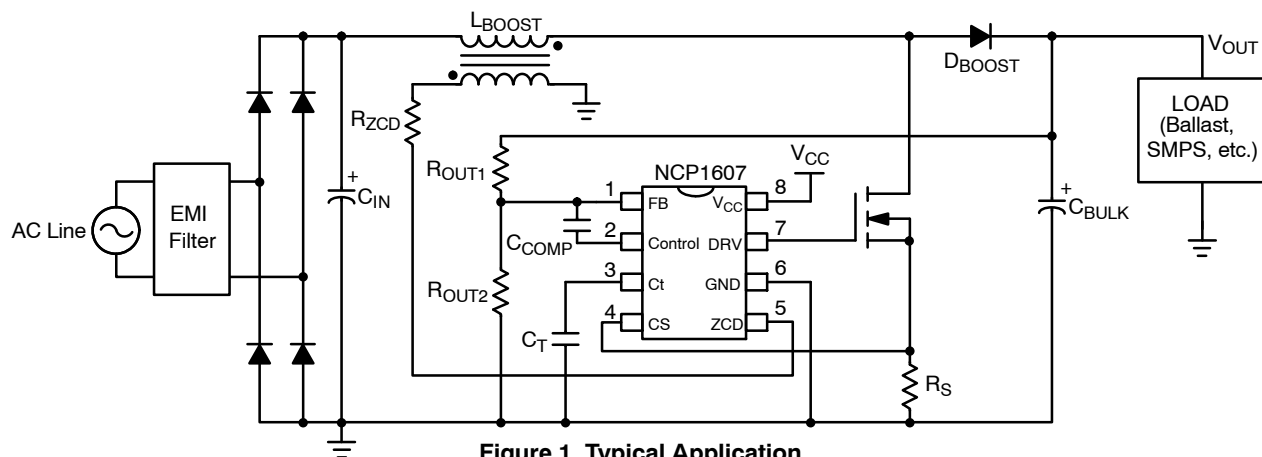 LBOOST
DBOOST
VOUT
LOAD
(Ballast,
SMPS, etc.)
RZCD
ROUT1
NCP1607
VCC
1
FB
VCC
8
+
CIN
+
CBULK
AC Line
EMI
Filter
CCOMP
2
Control
DRV
7
3
Ct
GND
6
ROUT2
4
CS
ZCD
5
CT
RS
Figure 1. Typical Application